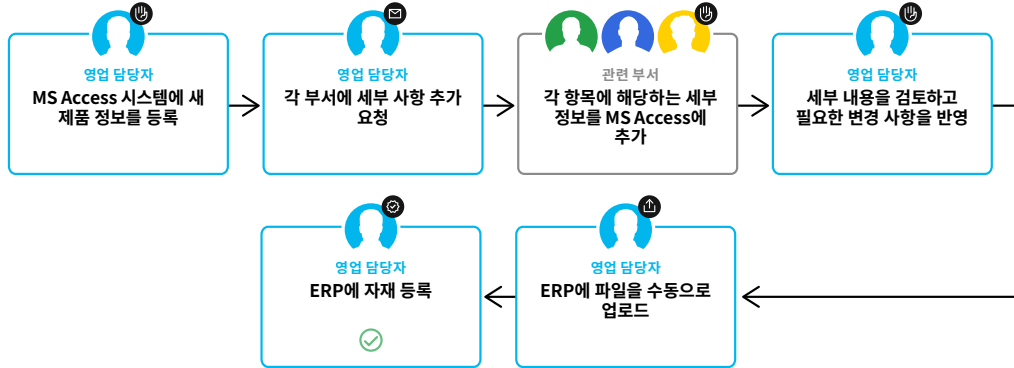 영업 담당자
MS Access 시스템에 새
제품 정보를 등록
영업 담당자
각 부서에 세부 사항 추가
요청
관련 부서
각 항목에 해당하는 세부
정보를 MS Access에
추가
영업 담당자
세부 내용을 검토하고
필요한 변경 사항을 반영
영업 담당자
ERP에 파일을 수동으로
업로드
영업 담당자
ERP에 자재 등록